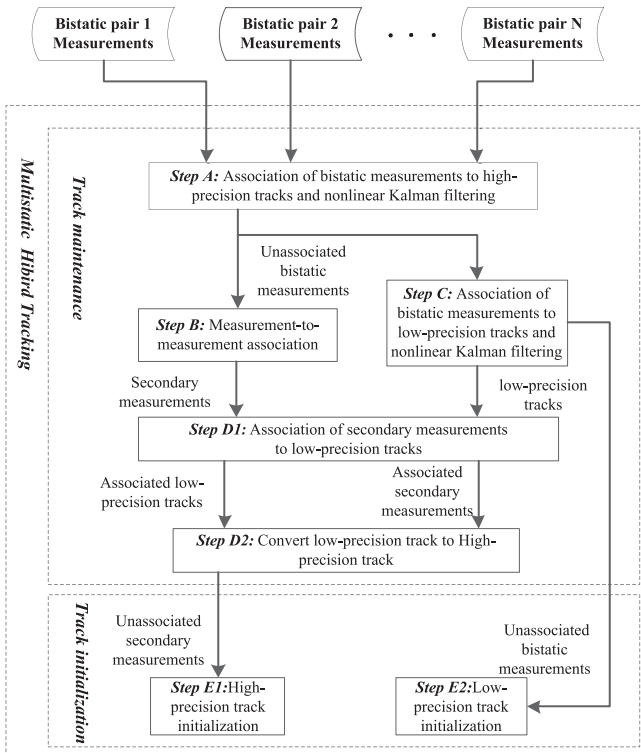 Bistatic pair 1
Measurements
Bistatic pair 2
Measurements
. . .
Bistatic pair N
Measurements
Multistatic Hibird Tracking
Track maintenance
Step A: Association of bistatic measurements to high-
precision tracks and nonlinear Kalman filtering
Unassociated
bistatic
measurements
Step B: Measurement-to-
measurement association
Step C: Association of
bistatic measurements to
low-precision tracks and
nonlinear Kalman filtering
Secondary
measurements
low-precision
tracks
Step D1: Association of secondary measurements
to low-precision tracks
Associated low-
precision tracks
Associated
secondary
measurements
Step D2: Convert low-precision track to High-
precision track
Track initialization
Unassociated
secondary
measurements
Unassociated
bistatic
measurements
Step E1:High-
precision track
initialization
Step E2:Low-
precision track
initialization